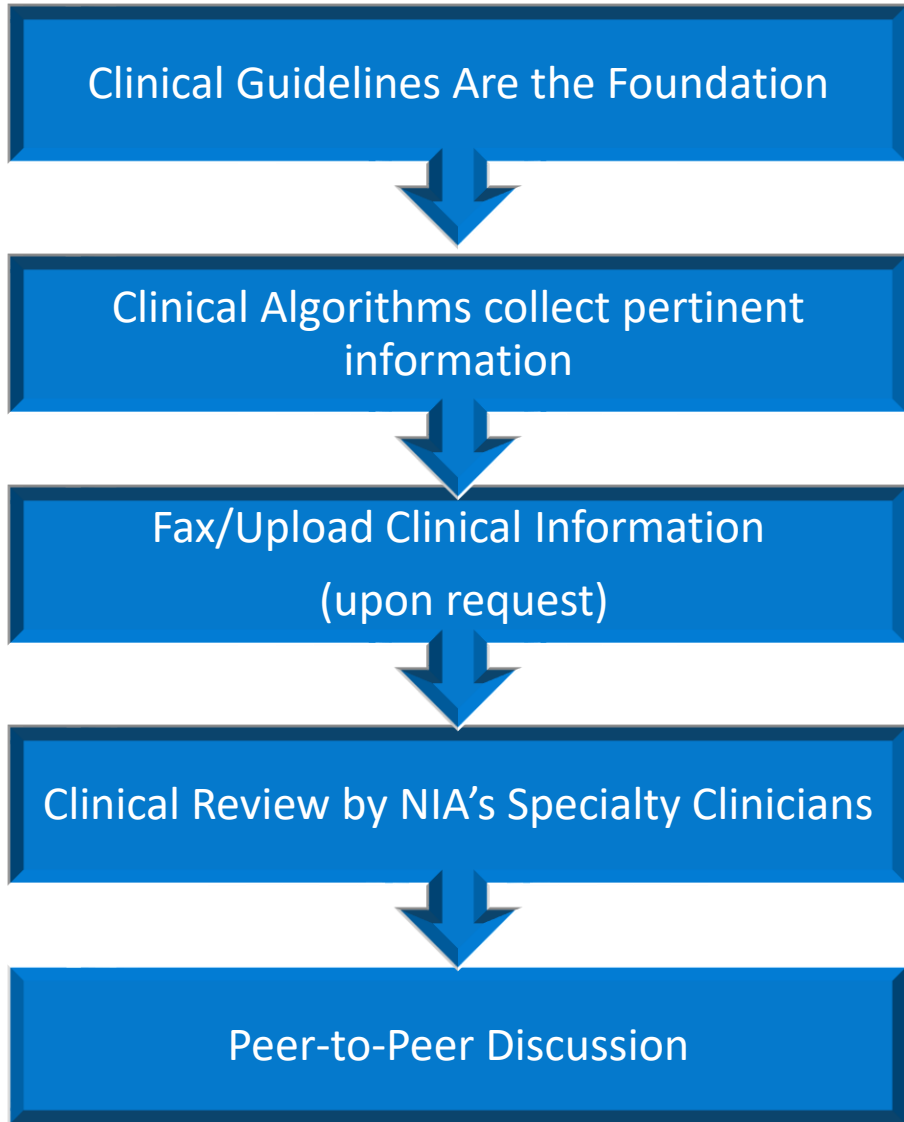 Clinical Guidelines Are the Foundation
Clinical Algorithms collect pertinent
information
Fax/Upload Clinical Information
(upon request)
Clinical Review by NIA’s Specialty Clinicians
Peer-to-Peer Discussion